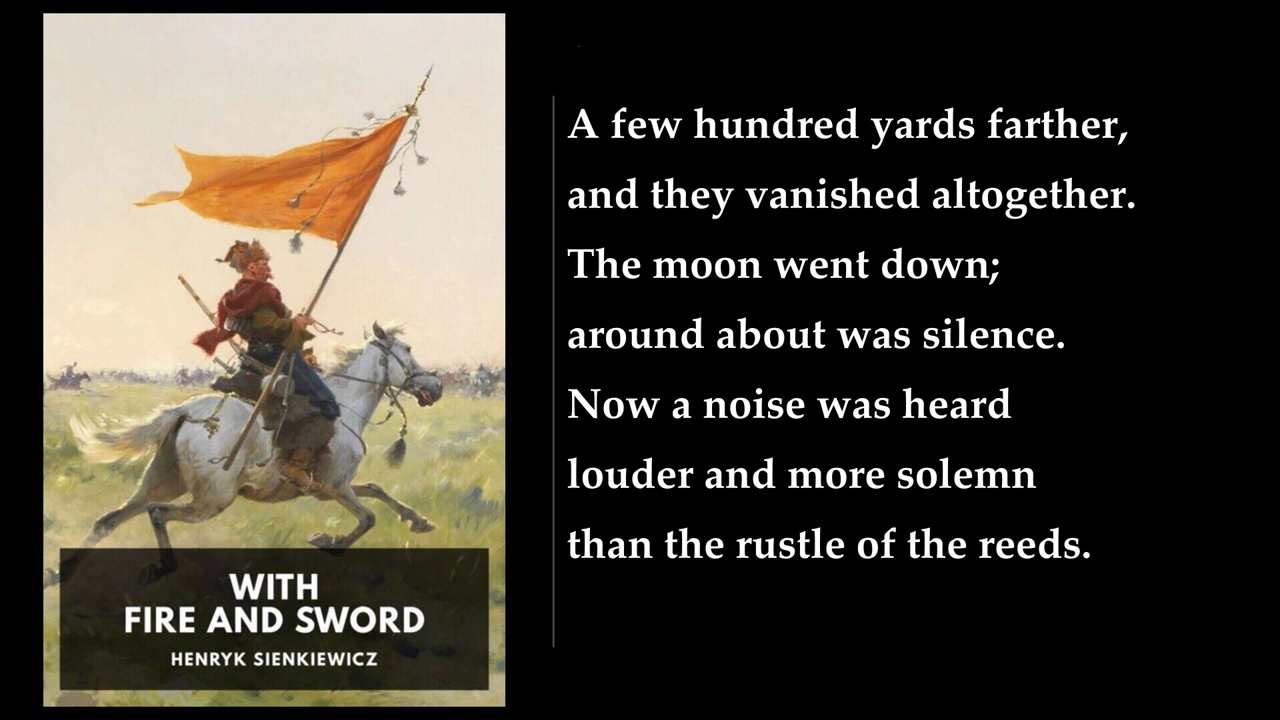 A few hundred yards farther,
and they vanished altogether.
The moon went down;
around about was silence.
Now a noise was heard
louder and more solemn
than the rustle of the reeds.
WITH
FIRE AND SWORD
HENRYK SIENKIEWICZ